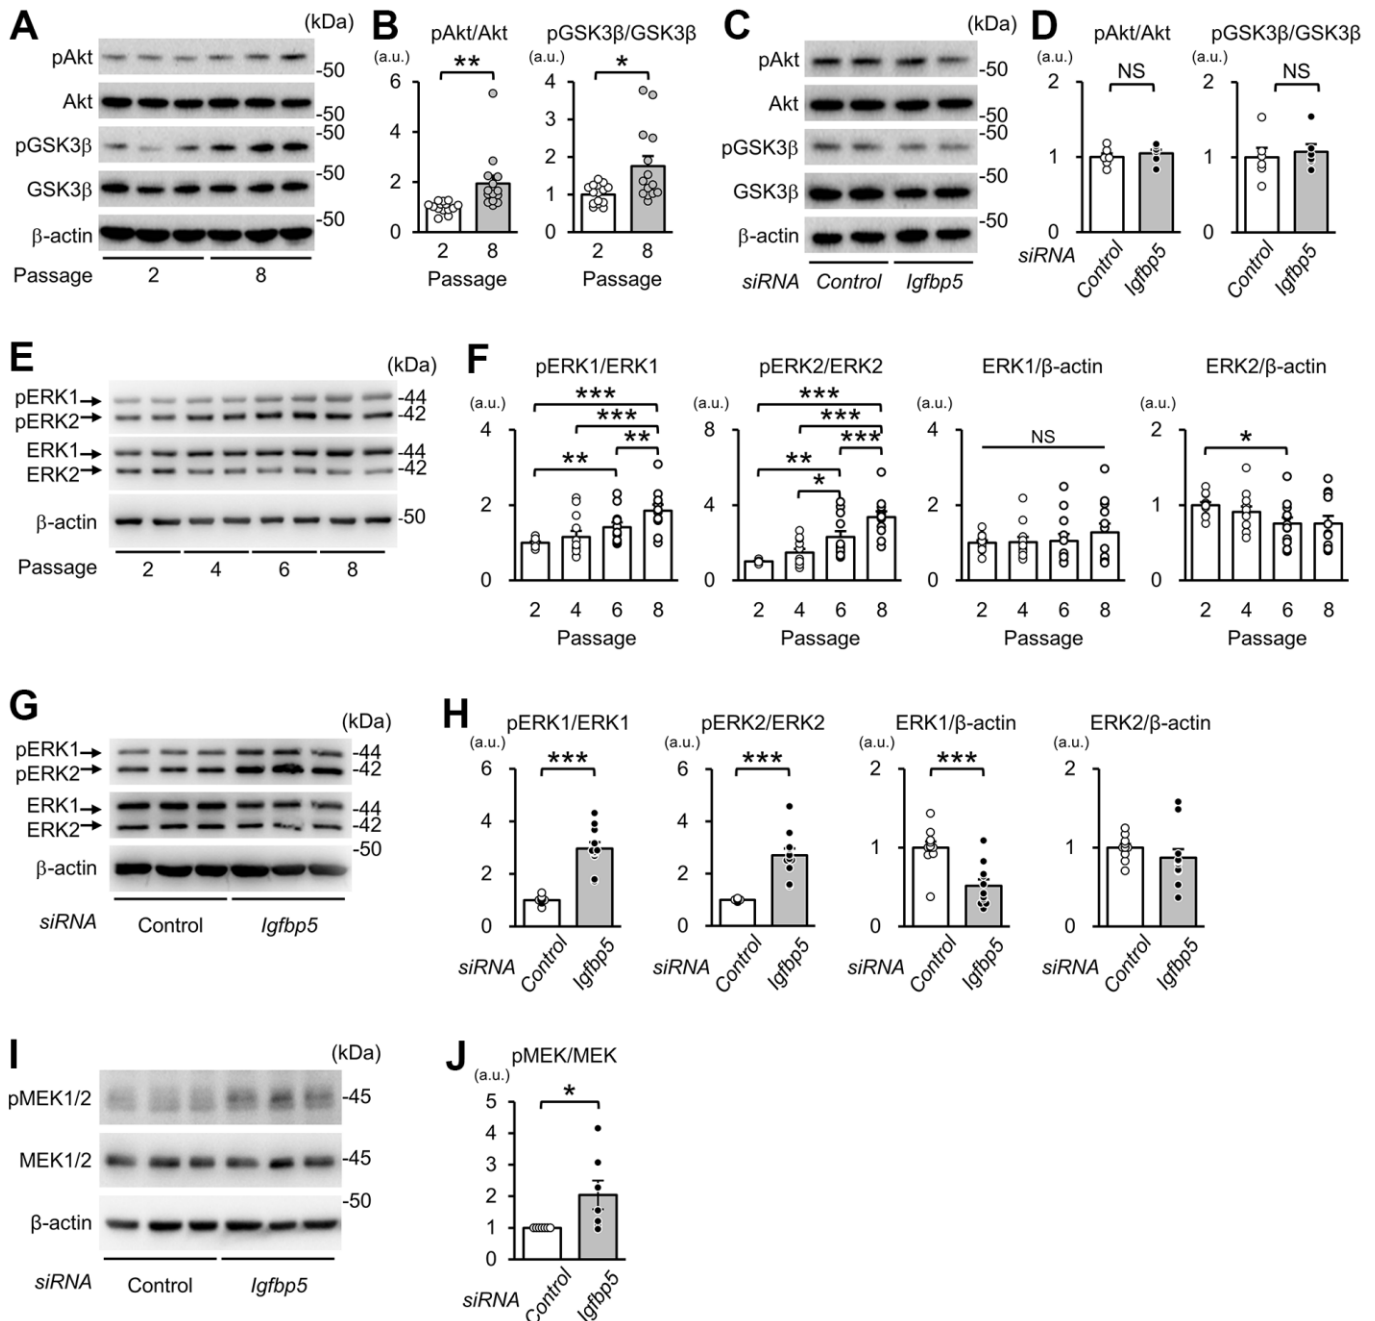 A
(kDa)
pAkt
-50
Akt
-50
pGSK3β
-50
-50
GSK3β
-50
β-actin
Passage 2 8
B
pAkt/Akt
(a.u.)
**
6
4
2
0
2 8
Passage
pGSK3β/GSK3β
(a.u.)
*
4
3
2
1
0
2 8
Passage
C
(kDa)
pAkt
-50
Akt
-50
-50
pGSK3β
-50
GSK3β
-50
β-actin
siRNA Control Igfbp5
D
pAkt/Akt
(a.u.)
NS
2
1
0
siRNA Control Igfbp5
pGSK3β/GSK3β
(a.u.)
NS
2
1
0
Control Igfbp5
E
(kDa)
pERK1 -44
pERK2 -42
ERK1 -44
ERK2 -42
β-actin -50
Passage 2 4 6 8
F
pERK1/ERK1
(a.u.)
***
***
**
**
4
2
0
2 4 6 8
Passage
pERK2/ERK2
(a.u.)
***
***
***
**
*
8
4
0
2 4 6 8
Passage
ERK1/β-actin
(a.u.)
NS
4
2
0
2 4 6 8
Passage
ERK2/β-actin
(a.u.)
*
2
1
0
2 4 6 8
Passage
G
(kDa)
pERK1 -44
pERK2 -42
ERK1 -44
ERK2 -42
-50
β-actin
siRNA Control Igfbp5
H
pERK1/ERK1
(a.u.)
***
6
4
2
0
siRNA Control Igfbp5
pERK2/ERK2
(a.u.)
***
6
4
2
0
siRNA Control Igfbp5
ERK1/β-actin
(a.u.)
***
2
1
0
siRNA Control Igfbp5
ERK2/β-actin
(a.u.)
2
1
0
siRNA Control Igfbp5
I
(kDa)
pMEK1/2 -45
MEK1/2 -45
-50
β-actin
siRNA Control Igfbp5
J
pMEK/MEK
(a.u.)
*
5
4
3
2
1
0
siRNA Control Igfbp5